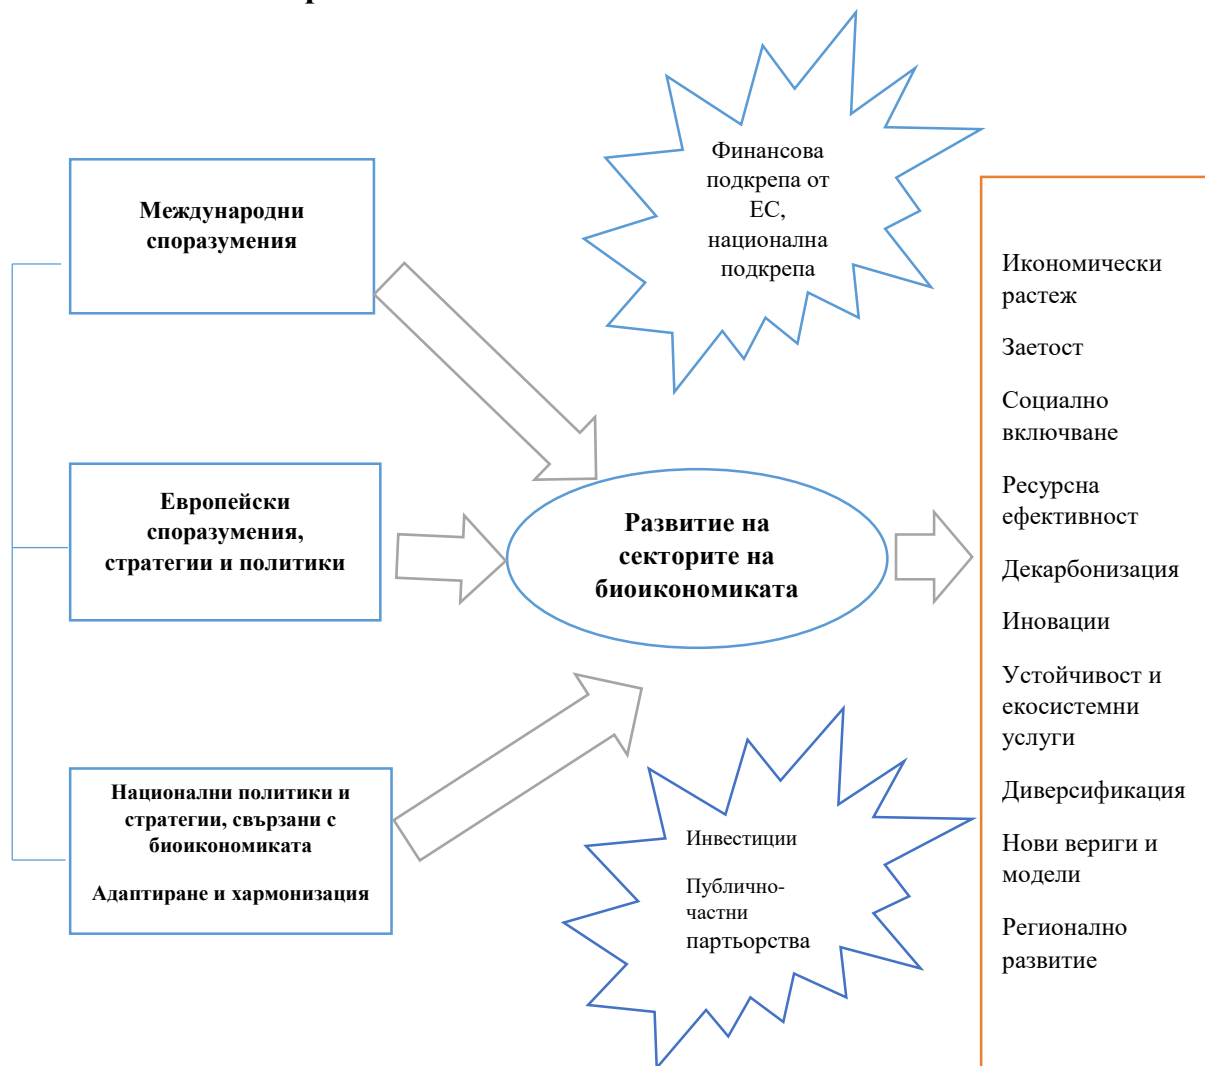 Международни
споразумения
Европейски
споразумения,
стратегии и политики
Национални политики и
стратегии, свързани с
биоикономиката
Адаптиране и хармонизация
Финансова
подкрепа от
ЕС,
национална
подкрепа
Развитие на
секторите на
биоикономиката
Инвестиции
Публично-
частни
партьорства
Икономически
растеж
Заетост
Социално
включване
Ресурсна
ефективност
Декарбонизация
Иновации
Устойчивост и
екосистемни
услуги
Диверсификация
Нови вериги и
модели
Регионално
развитие